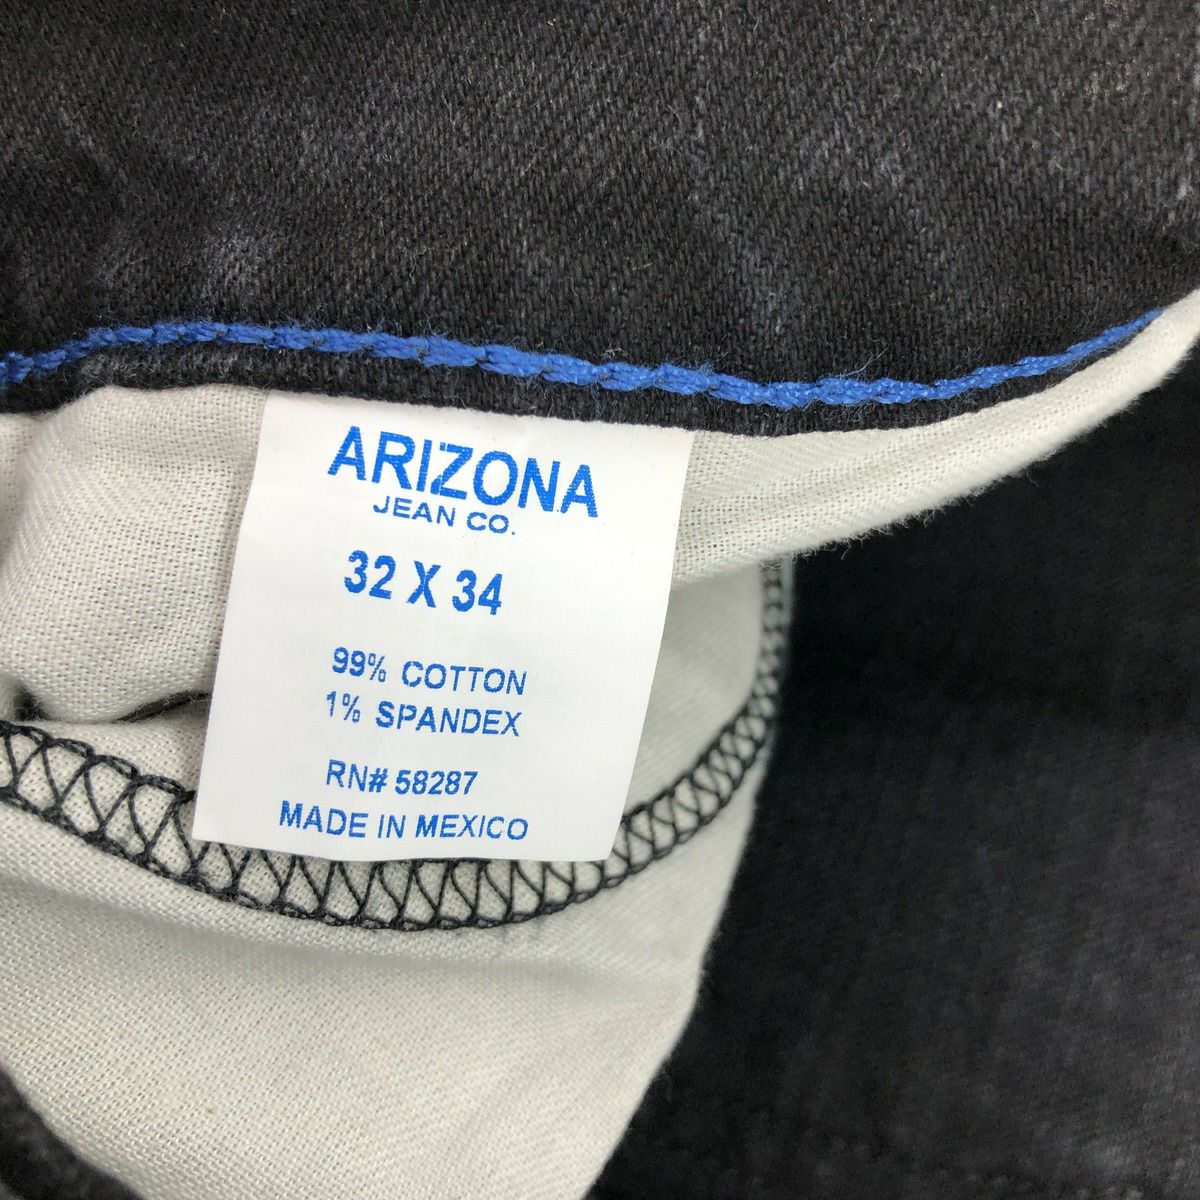 ARIZONA
JEAN CO.
32 X 34
99% COTTON
1% SPANDEX
RN# 58287
MADE IN MEXICO